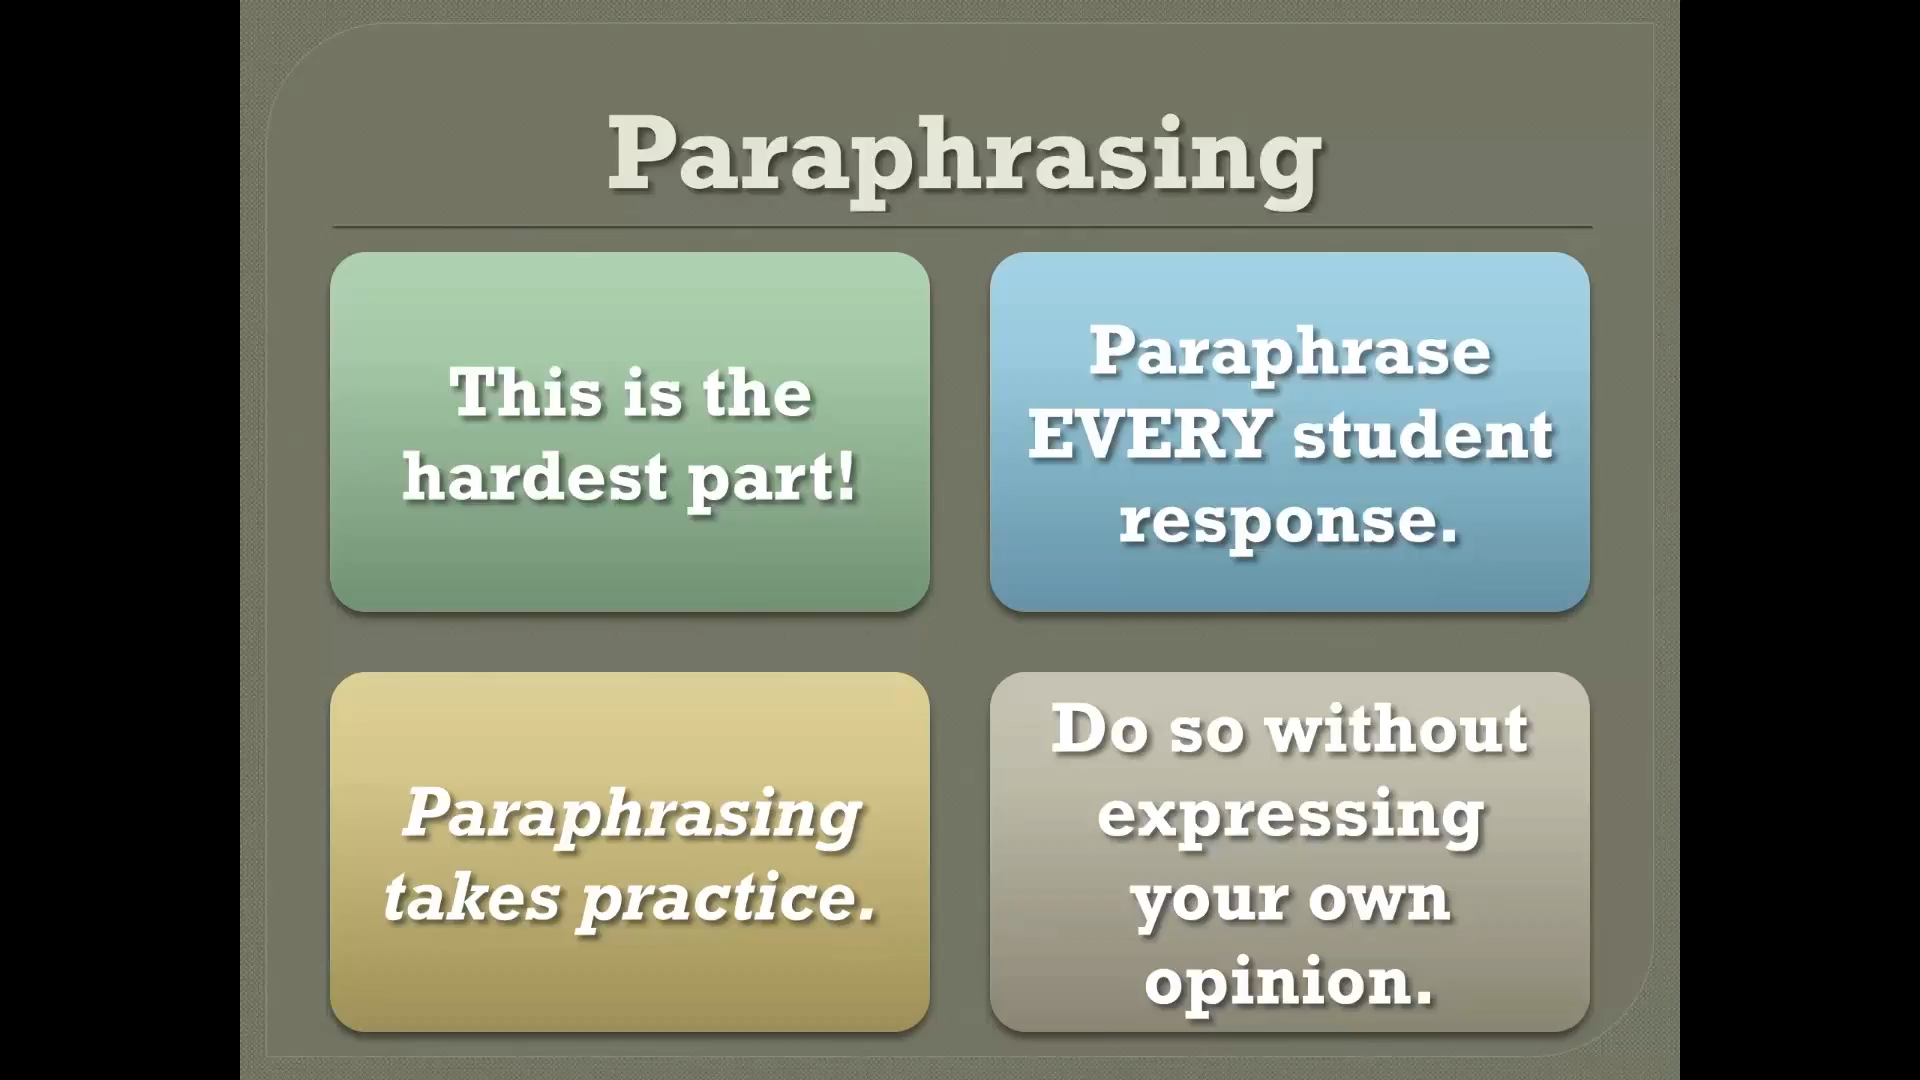 Paraphrasing
This is the
hardest part!
Paraphrase
EVERY student
response.
Paraphrasing
takes practice.
Do so without
expressing
your own
opinion.